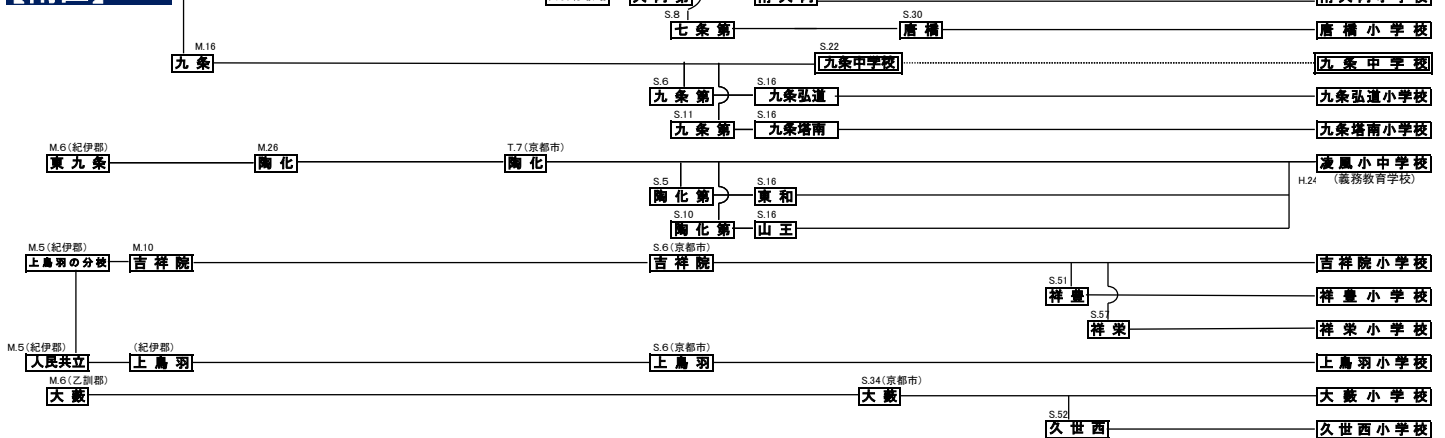 S.8
S.30
七条第
唐橋
唐橋小学校
M.16
S.22
九条
九条中学校
九条中学校
S.6
S.16
九条第
九条弘道
九条弘道小学校
S.11
S.16
九条第
九条塔南
九条塔南小学校
M.6(紀伊郡)
M.26
T.7(京都市)
東九条
陶化
陶化
凌風小中学校
H.24
(義務教育学校)
S.5
S.16
陶化第
東和
S.10
S.16
陶化第
山王
M.5(紀伊郡)
M.10
S.6(京都市)
上鳥羽の分校
吉祥院
吉祥院
吉祥院小学校
S.51
祥豊
祥豊小学校
S.57
祥栄
祥栄小学校
M.5(紀伊郡)
(紀伊郡)
S.6(京都市)
人民共立
上鳥羽
上鳥羽
上鳥羽小学校
M.6(乙訓郡)
S.34(京都市)
大薮
大薮
大薮小学校
S.52
久世西
久世西小学校